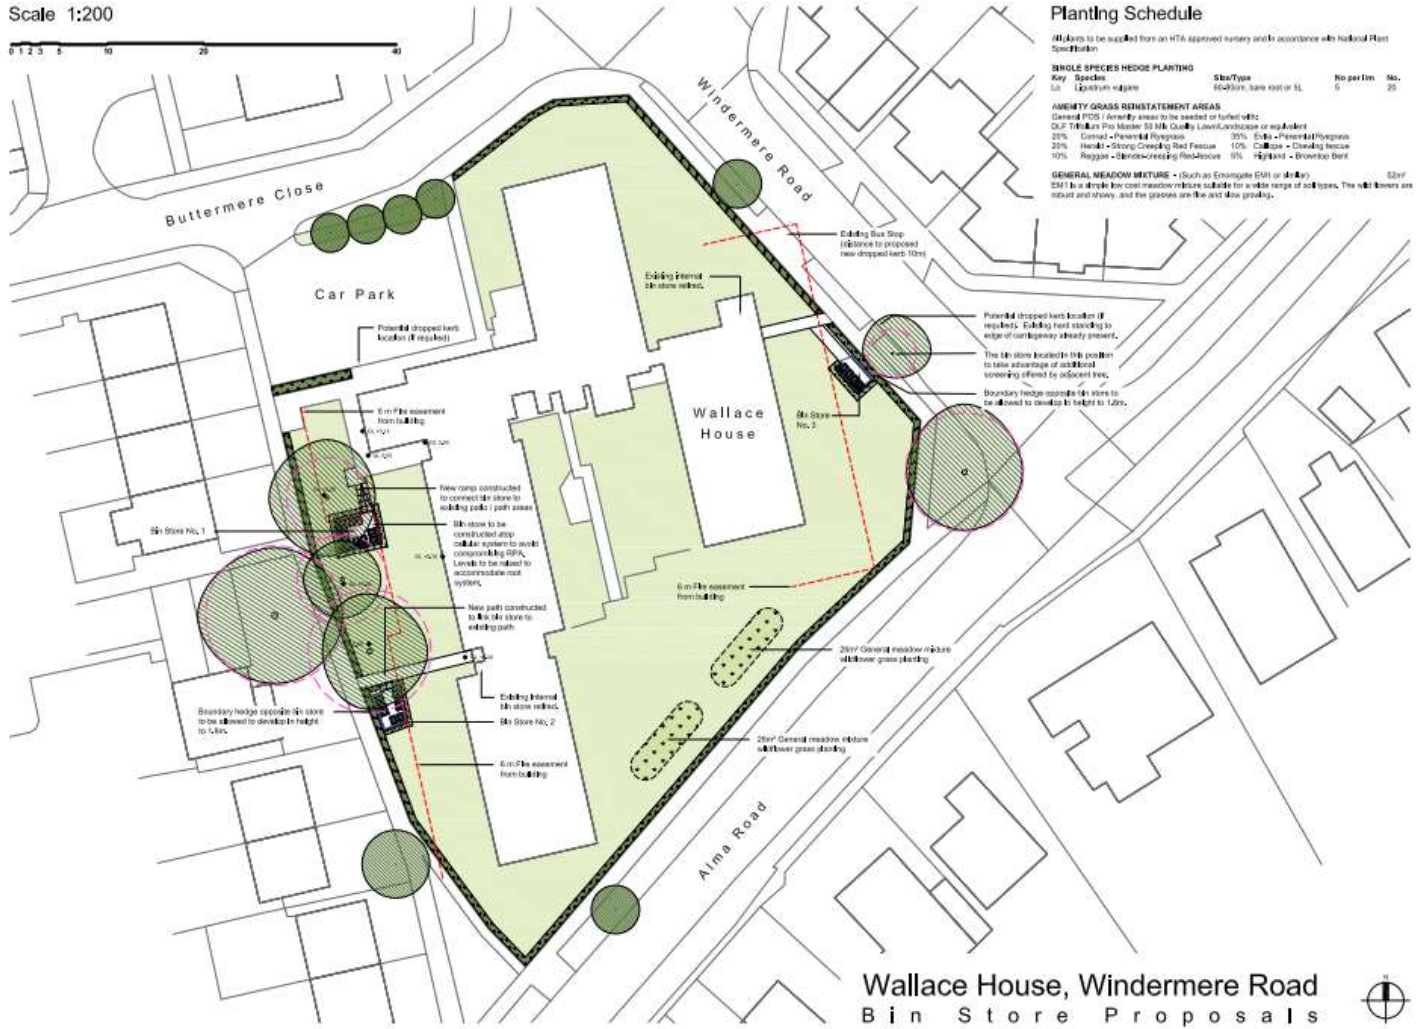 Scale 1:200
0 1 2 3 5 10 20 40
Planting Schedule
All plants to be supplied from an HTA approved nursery and in accordance with National Plant
Specification
SINGLE SPECIES HEDGE PLANTING
Key Species Size/Type No per lm No.
Lo Ligustrum vulgare 60-80cm, bare root or 5L 5 20
AMENITY GRASS REINSTATEMENT AREAS
General POS / Amenity areas to be seeded or turfed with:
DLF Trifolium Pro Master 50 Mix Quality Lawn/Landscape or equivalent
20% Corrad - Perennial Ryegrass 35% Evita - Perennial Ryegrass
20% Herald - Strong Creeping Red Fescue 10% Calliope - Chewing fescue
10% Reggae - Slender-creeping Red-fescue 5% Highland - Browntop Bent
GENERAL MEADOW MIXTURE - (Such as Emorsgate EM1 or similar) 52m²
EM1 is a simple low cost meadow mixture suitable for a wide range of soil types. The wild flowers are
robust and showy, and the grasses are fine and slow growing.
Windermere Road
Buttermere Close
Car Park
Existing Bus Stop
(distance to proposed
new dropped kerb 10m)
Existing internal
bin store retired.
Potential dropped kerb
location (if required)
Potential dropped kerb location (if
required). Existing hard standing to
edge of carriageway already present.
The bin store located in this position
to take advantage of additional
screening offered by adjacent tree.
Boundary hedge opposite bin store to
be allowed to develop in height to 1.8m.
Wallace
House
Bin Store
No. 3
6 m Fire easement
from building
New ramp constructed
to connect bin store to
existing patio / path areas
Bin Store No. 1
Bin store to be
constructed atop
cellular system to avoid
compromising RPA.
Levels to be raised to
accommodate root
system.
6 m Fire easement
from building
New path constructed
to link bin store to
existing path
26m² General meadow mixture
wildflower grass planting
Existing internal
bin store retired.
Boundary hedge opposite bin store
to be allowed to develop in height
to 1.8m.
Bin Store No. 2
26m² General meadow mixture
wildflower grass planting
6 m Fire easement
from building
Alma Road
Wallace House, Windermere Road
Bin Store Proposals